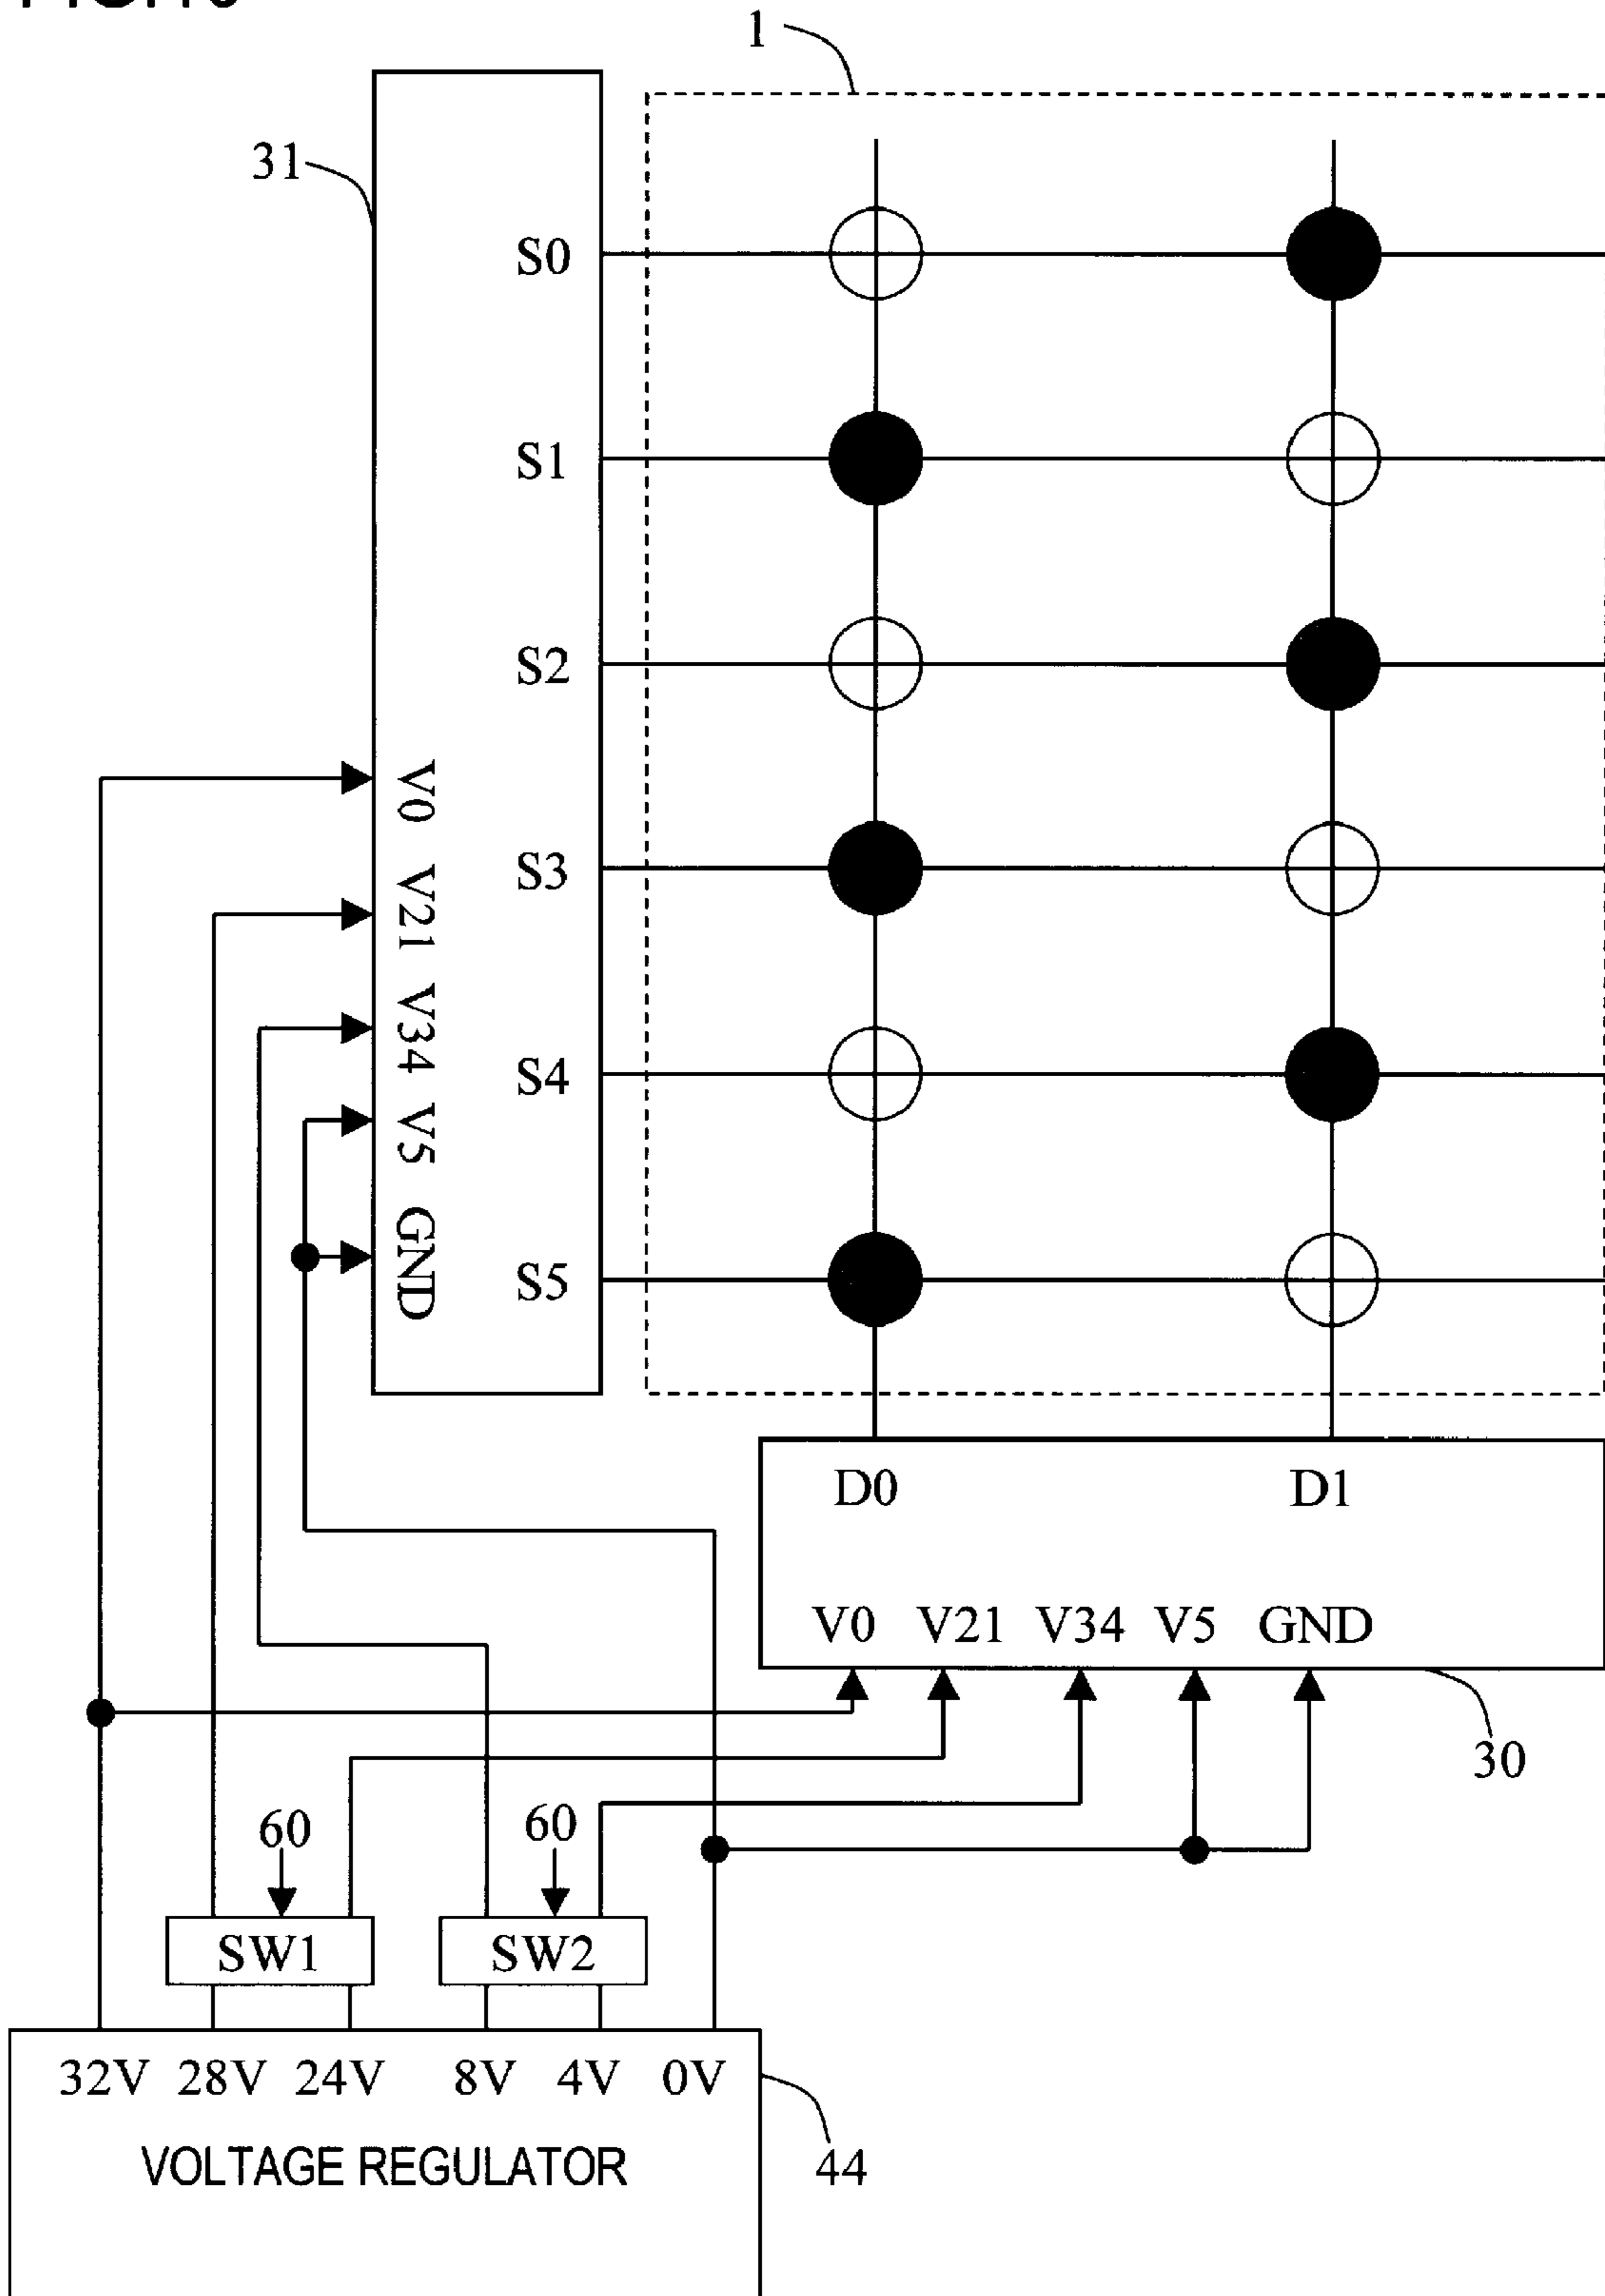 1
31
S0
S1
S2
S3
S4
S5
V0 V21 V34 V5 GND
D0 D1
V0 V21 V34 V5 GND
30
60 60
SW1 SW2
32V 28V 24V 8V 4V 0V
VOLTAGE REGULATOR
44